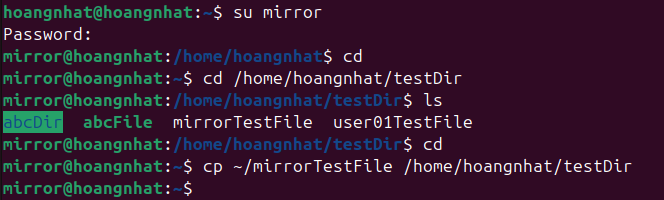 hoangnhat@hoangnhat:~$ su mirror
Password:
mirror@hoangnhat:/home/hoangnhat$ cd
mirror@hoangnhat:~$ cd /home/hoangnhat/testDir
mirror@hoangnhat:/home/hoangnhat/testDir$ ls
abcDir  abcFile  mirrorTestFile  user01TestFile
mirror@hoangnhat:/home/hoangnhat/testDir$ cd
mirror@hoangnhat:~$ cp ~/mirrorTestFile /home/hoangnhat/testDir
mirror@hoangnhat:~$